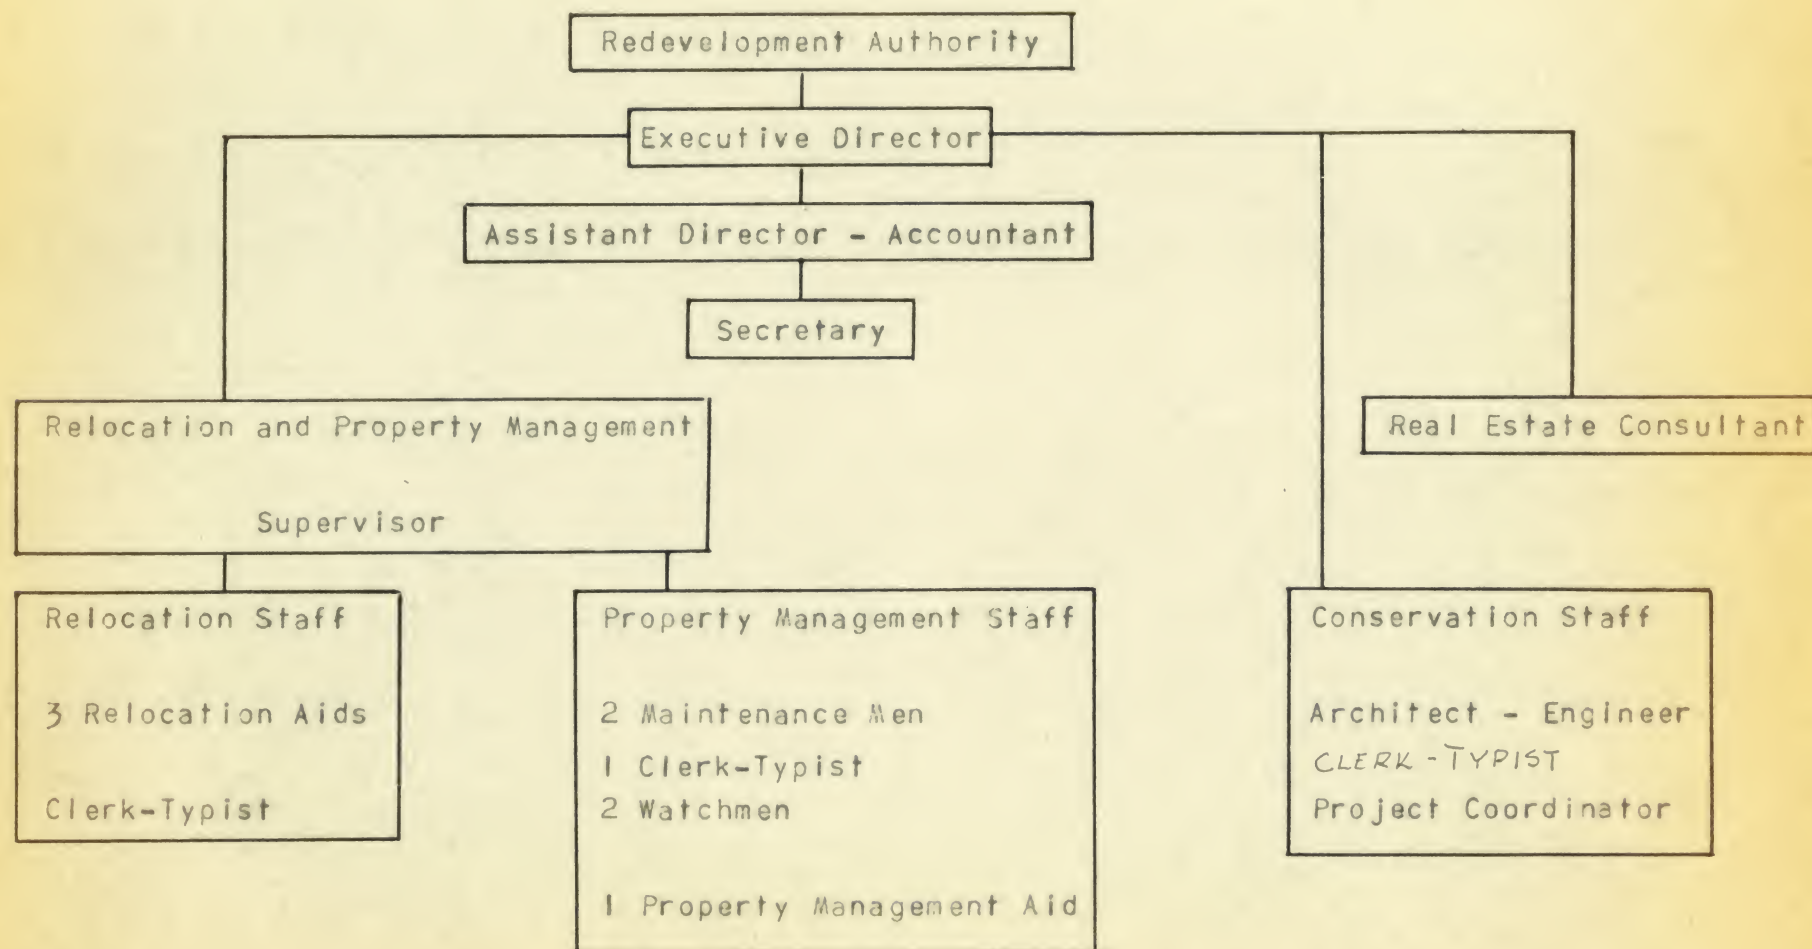 Redevelopment Authority
Executive Director
Assistant Director - Accountant
Secretary
Relocation and Property Management
Supervisor
Real Estate Consultant
Relocation Staff
3 Relocation Aids
Clerk-Typist
Property Management Staff
2 Maintenance Men
1 Clerk-Typist
2 Watchmen
1 Property Management Aid
Conservation Staff
Architect - Engineer
CLERK - TYPIST
Project Coordinator